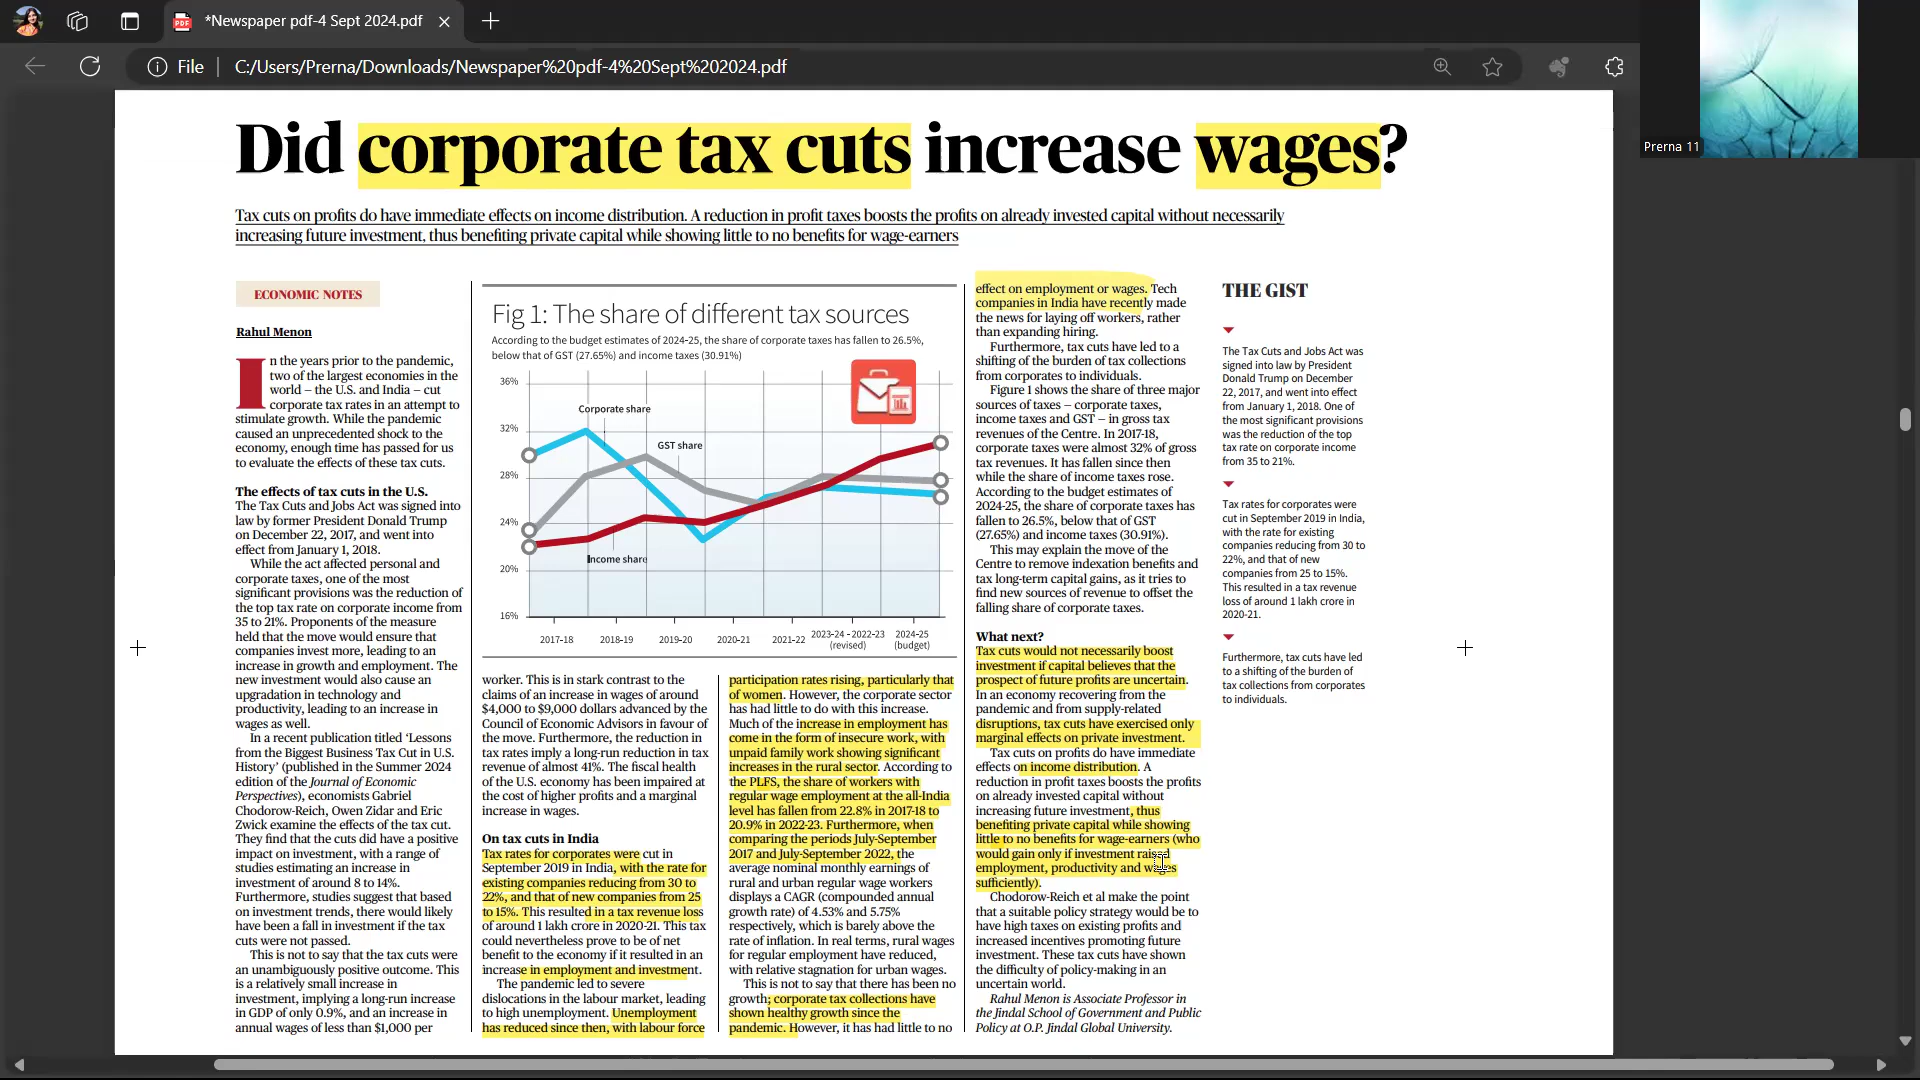 *Newspaper pdf-4 Sept 2024.pdf
File
C:/Users/Prerna/Downloads/Newspaper%20pdf-4%20Sept%202024.pdf
Prerna 11
Did corporate tax cuts increase wages?
Tax cuts on profits do have immediate effects on income distribution. A reduction in profit taxes boosts the profits on already invested capital without necessarily
increasing future investment, thus benefiting private capital while showing little to no benefits for wage-earners
ECONOMIC NOTES
Rahul Menon
In the years prior to the pandemic,
two of the largest economies in the
world – the U.S. and India – cut
corporate tax rates in an attempt to
stimulate growth. While the pandemic
caused an unprecedented shock to the
economy, enough time has passed for us
to evaluate the effects of these tax cuts.
The effects of tax cuts in the U.S.
The Tax Cuts and Jobs Act was signed into
law by former President Donald Trump
on December 22, 2017, and went into
effect from January 1, 2018.
While the act affected personal and
corporate taxes, one of the most
significant provisions was the reduction of
the top tax rate on corporate income from
35 to 21%. Proponents of the measure
held that the move would ensure that
companies invest more, leading to an
increase in growth and employment. The
new investment would also cause an
upgradation in technology and
productivity, leading to an increase in
wages as well.
In a recent publication titled ‘Lessons
from the Biggest Business Tax Cut in U.S.
History’ (published in the Summer 2024
edition of the Journal of Economic
Perspectives), economists Gabriel
Chodorow-Reich, Owen Zidar and Eric
Zwick examine the effects of the tax cut.
They find that the cuts did have a positive
impact on investment, with a range of
studies estimating an increase in
investment of around 8 to 14%.
Furthermore, studies suggest that based
on investment trends, there would likely
have been a fall in investment if the tax
cuts were not passed.
This is not to say that the tax cuts were
an unambiguously positive outcome. This
is a relatively small increase in
investment, implying a long-run increase
in GDP of only 0.9%, and an increase in
annual wages of less than $1,000 per
Fig 1: The share of different tax sources
According to the budget estimates of 2024-25, the share of corporate taxes has fallen to 26.5%,
below that of GST (27.65%) and income taxes (30.91%)
36%
32%
28%
24%
20%
16%
Corporate share
GST share
Income share
2017-18
2018-19
2019-20
2020-21
2021-22
2023-24 - 2022-23
(revised)
2024-25
(budget)
worker. This is in stark contrast to the
claims of an increase in wages of around
$4,000 to $9,000 dollars advanced by the
Council of Economic Advisors in favour of
the move. Furthermore, the reduction in
tax rates imply a long-run reduction in tax
revenue of almost 41%. The fiscal health
of the U.S. economy has been impaired at
the cost of higher profits and a marginal
increase in wages.
On tax cuts in India
Tax rates for corporates were cut in
September 2019 in India, with the rate for
existing companies reducing from 30 to
22%, and that of new companies from 25
to 15%. This resulted in a tax revenue loss
of around 1 lakh crore in 2020-21. This tax
could nevertheless prove to be of net
benefit to the economy if it resulted in an
increase in employment and investment.
The pandemic led to severe
dislocations in the labour market, leading
to high unemployment. Unemployment
has reduced since then, with labour force
participation rates rising, particularly that
of women. However, the corporate sector
has had little to do with this increase.
Much of the increase in employment has
come in the form of insecure work, with
unpaid family work showing significant
increases in the rural sector. According to
the PLFS, the share of workers with
regular wage employment at the all-India
level has fallen from 22.8% in 2017-18 to
20.9% in 2022-23. Furthermore, when
comparing the periods July-September
2017 and July-September 2022, the
average nominal monthly earnings of
rural and urban regular wage workers
displays a CAGR (compounded annual
growth rate) of 4.53% and 5.75%
respectively, which is barely above the
rate of inflation. In real terms, rural wages
for regular employment have reduced,
with relative stagnation for urban wages.
This is not to say that there has been no
growth; corporate tax collections have
shown healthy growth since the
pandemic. However, it has had little to no
effect on employment or wages. Tech
companies in India have recently made
the news for laying off workers, rather
than expanding hiring.
Furthermore, tax cuts have led to a
shifting of the burden of tax collections
from corporates to individuals.
Figure 1 shows the share of three major
sources of taxes – corporate taxes,
income taxes and GST – in gross tax
revenues of the Centre. In 2017-18,
corporate taxes were almost 32% of gross
tax revenues. It has fallen since then
while the share of income taxes rose.
According to the budget estimates of
2024-25, the share of corporate taxes has
fallen to 26.5%, below that of GST
(27.65%) and income taxes (30.91%).
This may explain the move of the
Centre to remove indexation benefits and
tax long-term capital gains, as it tries to
find new sources of revenue to offset the
falling share of corporate taxes.
What next?
Tax cuts would not necessarily boost
investment if capital believes that the
prospect of future profits are uncertain.
In an economy recovering from the
pandemic and from supply-related
disruptions, tax cuts have exercised only
marginal effects on private investment.
Tax cuts on profits do have immediate
effects on income distribution. A
reduction in profit taxes boosts the profits
on already invested capital without
increasing future investment, thus
benefiting private capital while showing
little to no benefits for wage-earners (who
would gain only if investment raised
employment, productivity and wages
sufficiently).
Chodorow-Reich et al make the point
that a suitable policy strategy would be to
have high taxes on existing profits and
increased incentives promoting future
investment. These tax cuts have shown
the difficulty of policy-making in an
uncertain world.
Rahul Menon is Associate Professor in
the Jindal School of Government and Public
Policy at O.P. Jindal Global University.
THE GIST
The Tax Cuts and Jobs Act was
signed into law by President
Donald Trump on December
22, 2017, and went into effect
from January 1, 2018. One of
the most significant provisions
was the reduction of the top
tax rate on corporate income
from 35 to 21%.
Tax rates for corporates were
cut in September 2019 in India,
with the rate for existing
companies reducing from 30 to
22%, and that of new
companies from 25 to 15%.
This resulted in a tax revenue
loss of around 1 lakh crore in
2020-21.
Furthermore, tax cuts have led
to a shifting of the burden of
tax collections from corporates
to individuals.